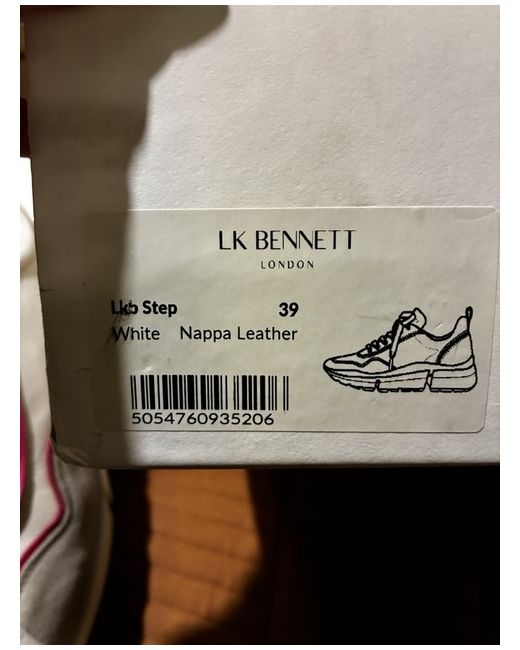 LK BENNETT
LONDON
Lkb Step 39
White Nappa Leather
5054760935206